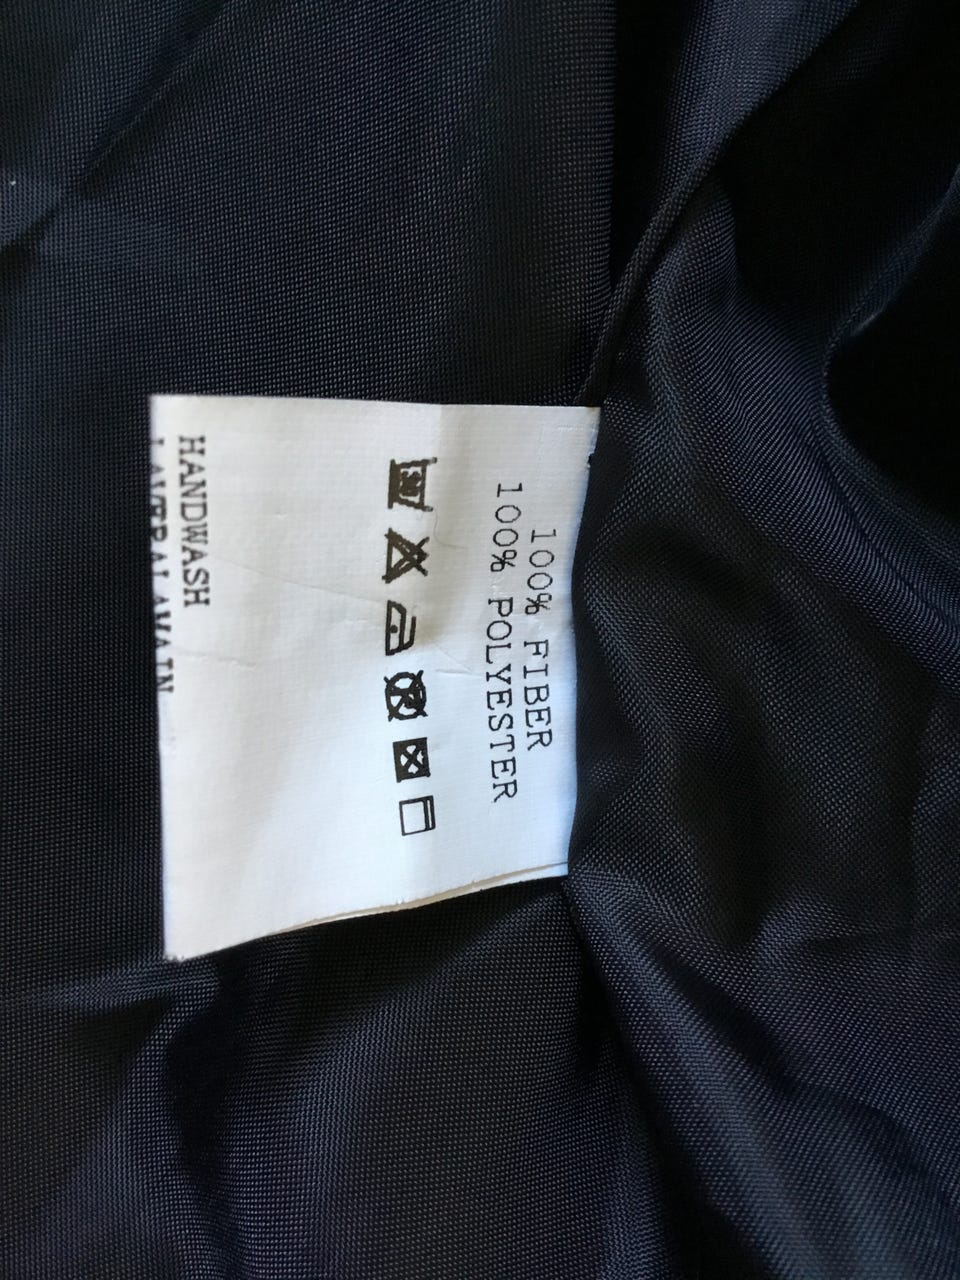 100% FIBER
100% POLYESTER
HANDWASH